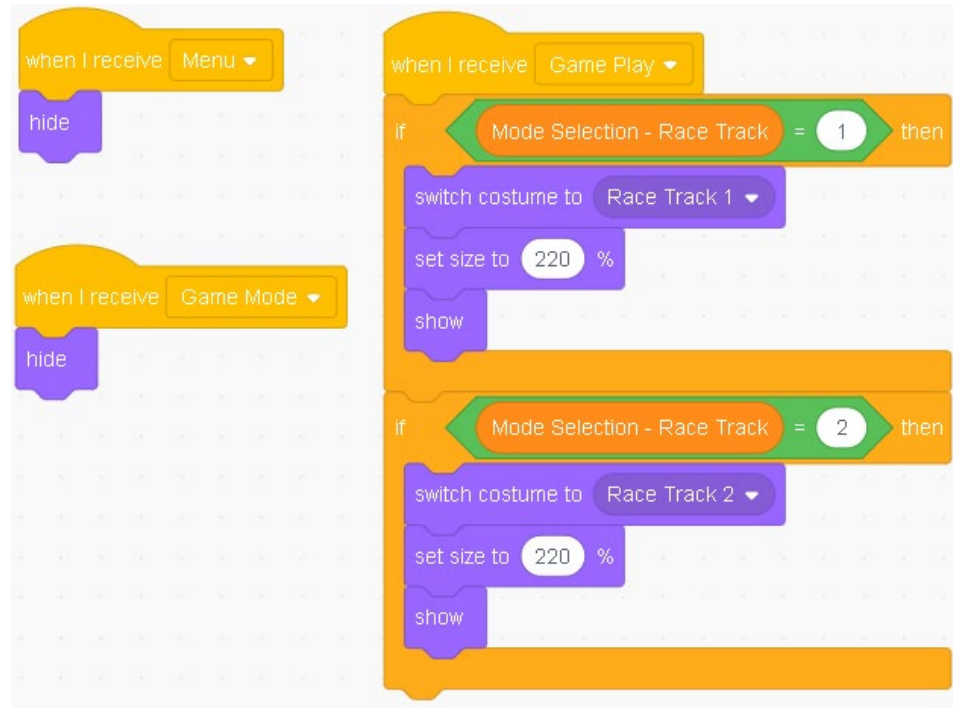 when I receive Menu
hide
when I receive Game Mode
hide
when I receive Game Play
if Mode Selection - Race Track = 1 then
switch costume to Race Track 1
set size to 220 %
show
if Mode Selection - Race Track = 2 then
switch costume to Race Track 2
set size to 220 %
show